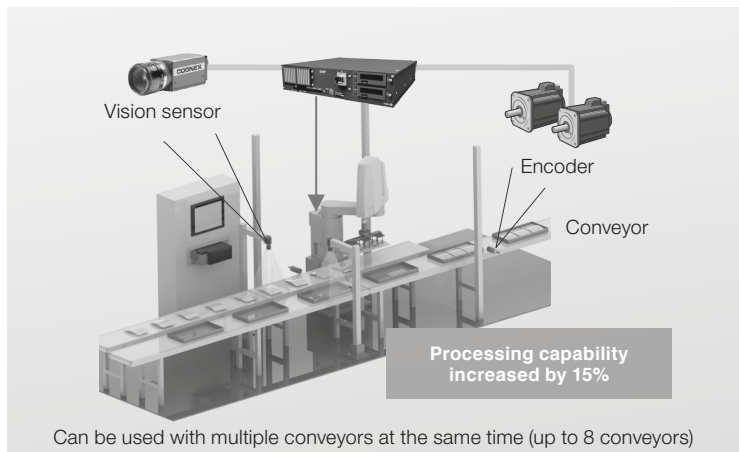 COGNEX
Vision sensor
Encoder
Conveyor
Processing capability
increased by 15%
Can be used with multiple conveyors at the same time (up to 8 conveyors)